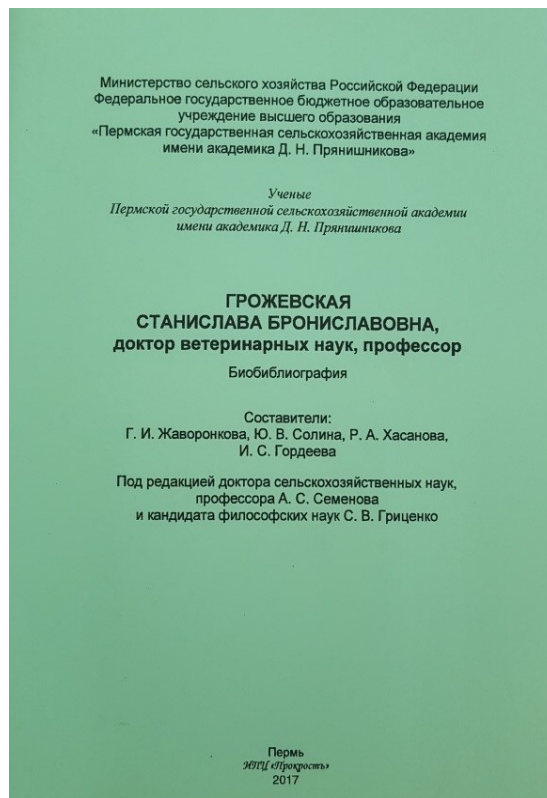 Министерство сельского хозяйства Российской Федерации
Федеральное государственное бюджетное образовательное
учреждение высшего образования
«Пермская государственная сельскохозяйственная академия
имени академика Д. Н. Прянишникова»
Ученые
Пермской государственной сельскохозяйственной академии
имени академика Д. Н. Прянишникова
ГРОЖЕВСКАЯ
СТАНИСЛАВА БРОНИСЛАВОВНА,
доктор ветеринарных наук, профессор
Биобиблиография
Составители:
Г. И. Жаворонкова, Ю. В. Солина, Р. А. Хасанова,
И. С. Гордеева
Под редакцией доктора сельскохозяйственных наук,
профессора А. С. Семенова
и кандидата философских наук С. В. Гриценко
Пермь
ИПЦ «Прокрость»
2017